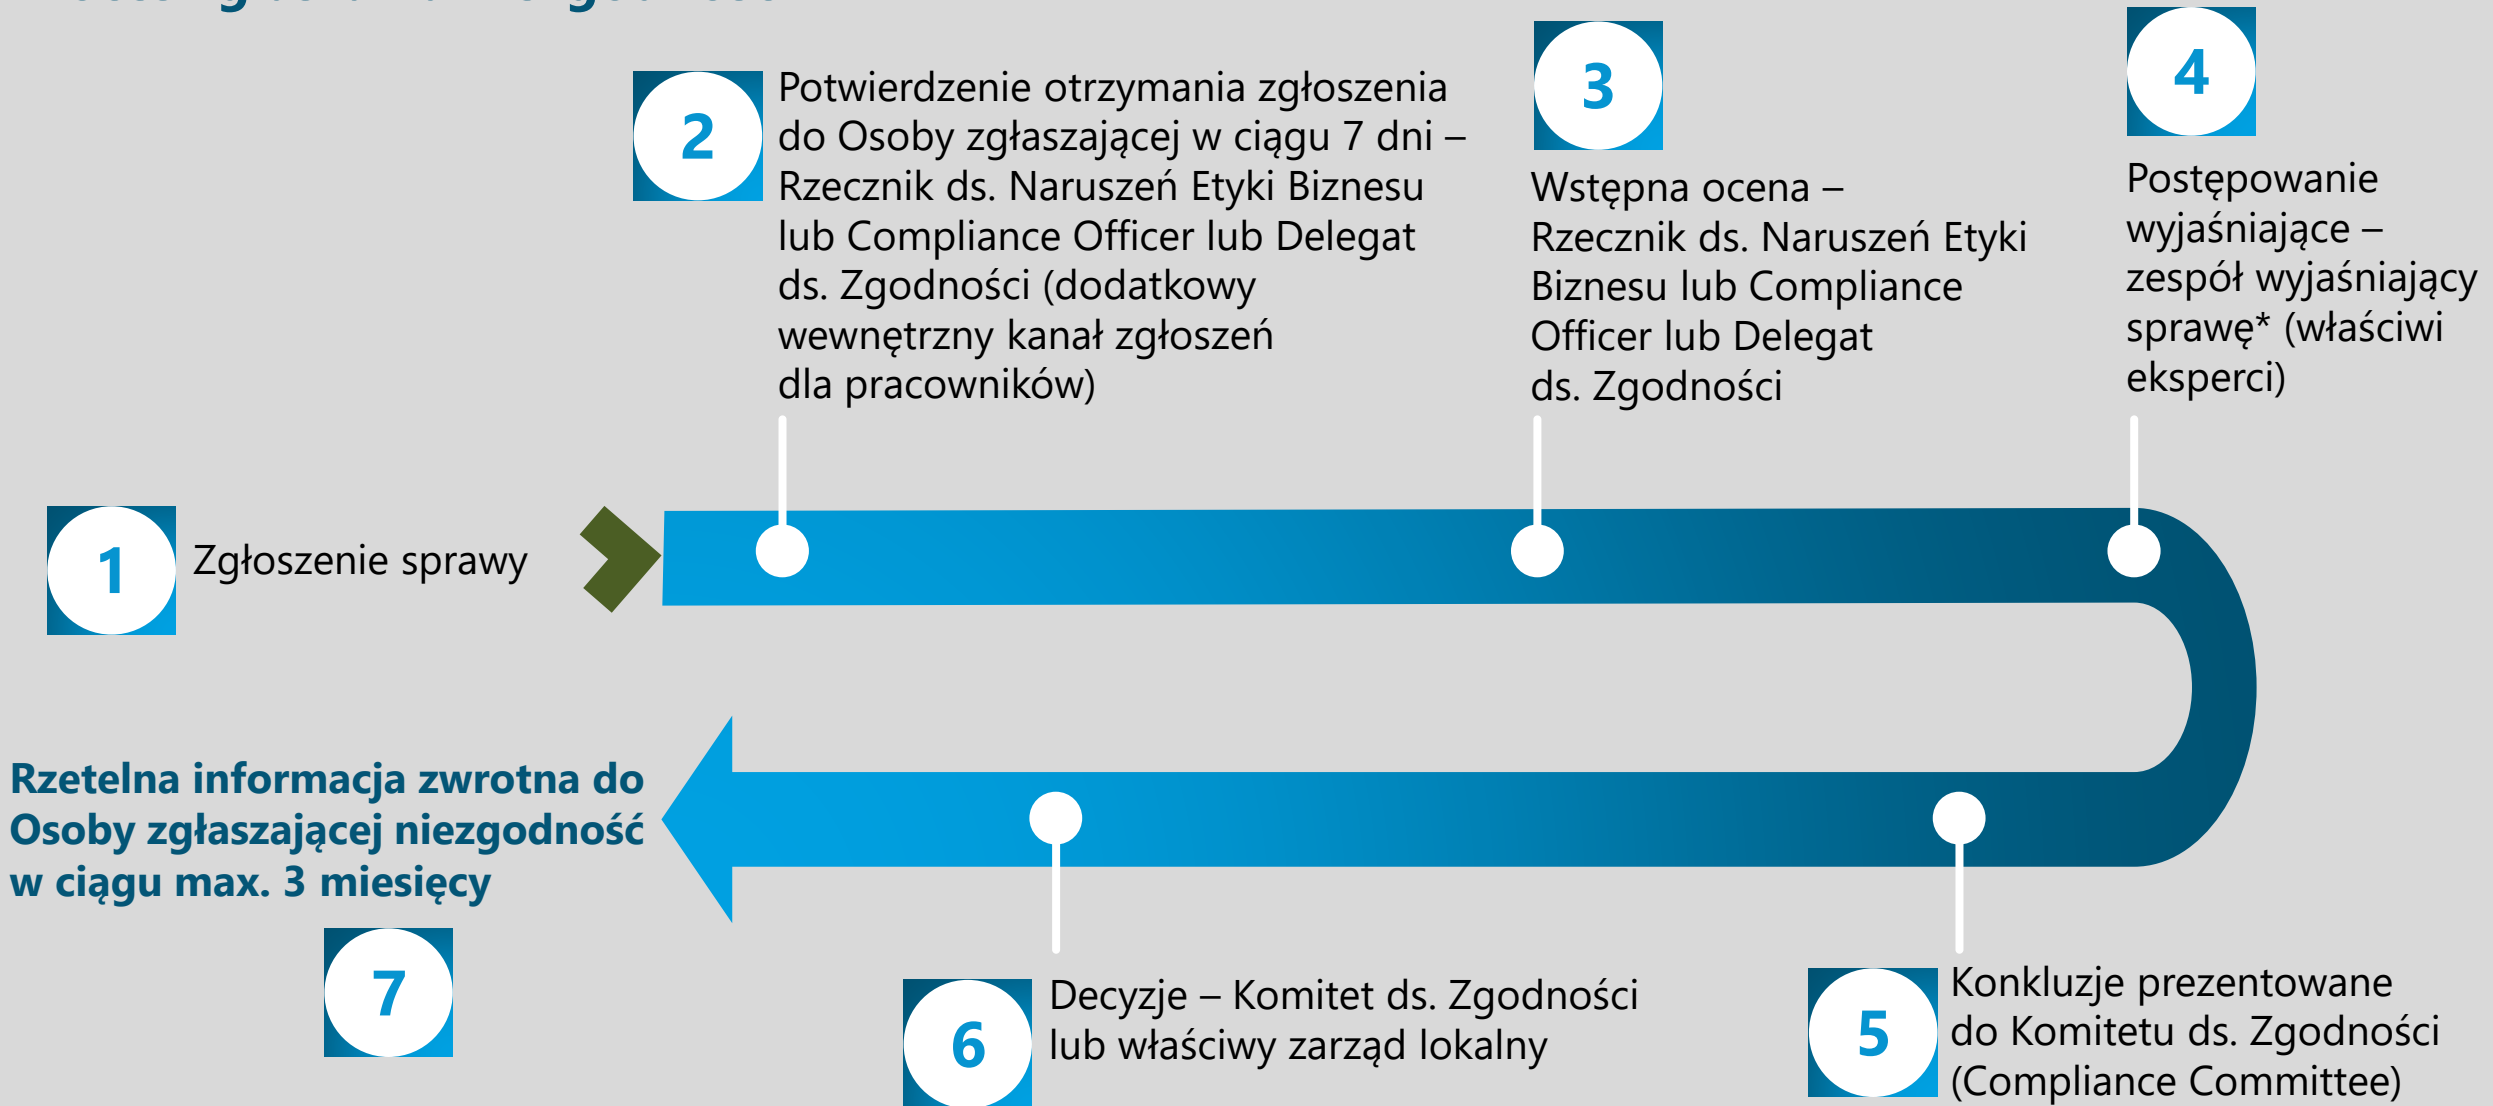 1
Zgłoszenie sprawy
2
Potwierdzenie otrzymania zgłoszenia
do Osoby zgłaszającej w ciągu 7 dni –
Rzecznik ds. Naruszeń Etyki Biznesu
lub Compliance Officer lub Delegat
ds. Zgodności (dodatkowy
wewnętrzny kanał zgłoszeń
dla pracowników)
3
Wstępna ocena –
Rzecznik ds. Naruszeń Etyki
Biznesu lub Compliance
Officer lub Delegat
ds. Zgodności
4
Postępowanie
wyjaśniające –
zespół wyjaśniający
sprawę* (właściwi
eksperci)
5
Konkluzje prezentowane
do Komitetu ds. Zgodności
(Compliance Committee)
6
Decyzje – Komitet ds. Zgodności
lub właściwy zarząd lokalny
Rzetelna informacja zwrotna do
Osoby zgłaszającej niezgodność
w ciągu max. 3 miesięcy
7